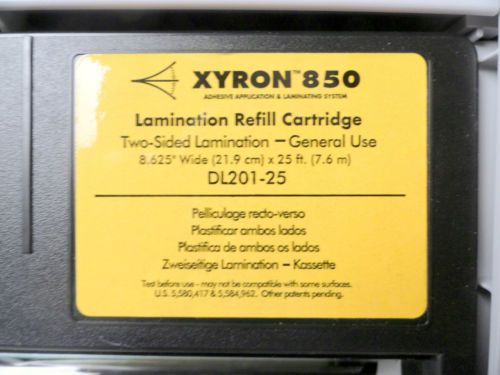 XYRON™850
ADHESIVE APPLICATION & LAMINATING SYSTEM
Lamination Refill Cartridge
Two-Sided Lamination – General Use
8.625" Wide (21.9 cm) x 25 ft. (7.6 m)
DL201-25
Pelliculage recto-verso
Plastificar ambos lados
Plastifica de ambos os lados
Zweiseitige Lamination – Kassette
Test before use - may not be compatible with some surfaces.
U.S. 5,580,417 & 5,584,962. Other patents pending.